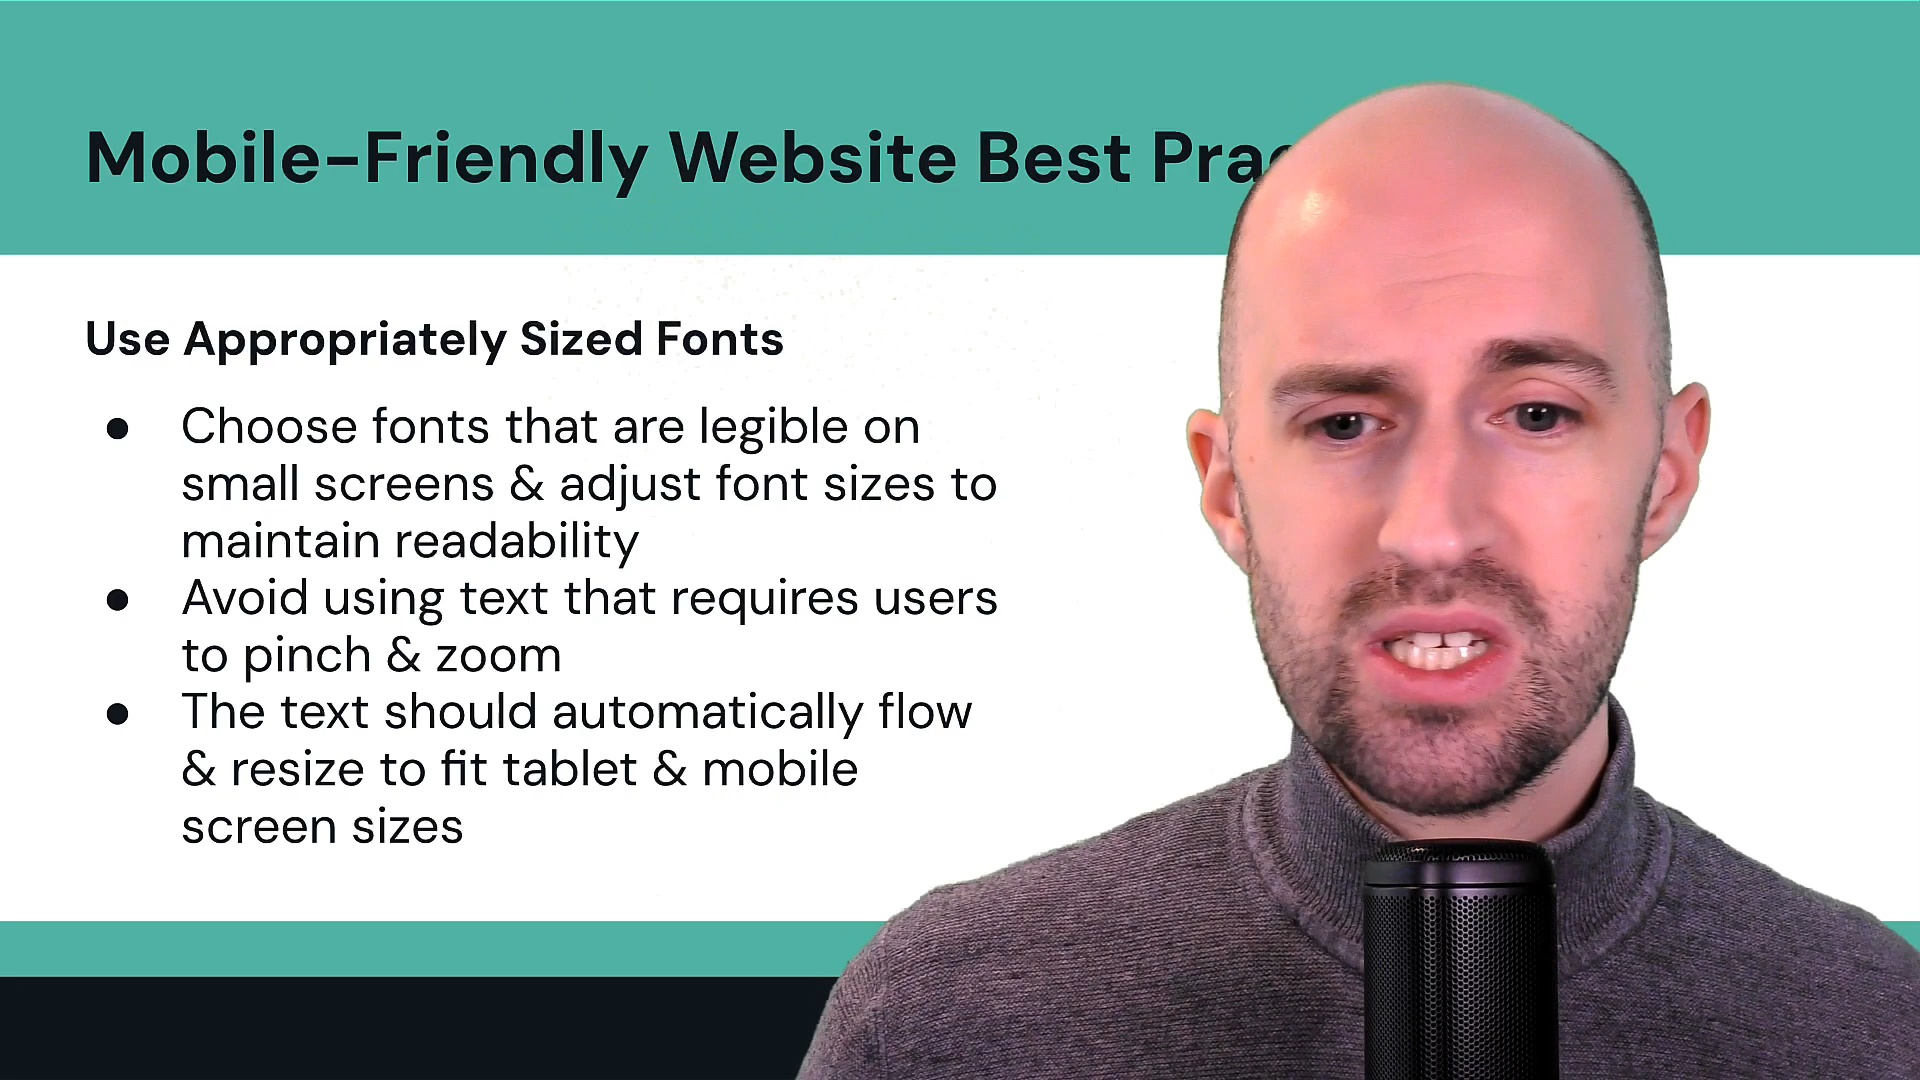 Mobile-Friendly Website Best
Use Appropriately Sized Fonts
● Choose fonts that are legible on
small screens & adjust font sizes to
maintain readability
● Avoid using text that requires users
to pinch & zoom
● The text should automatically flow
& resize to fit tablet & mobile
screen sizes